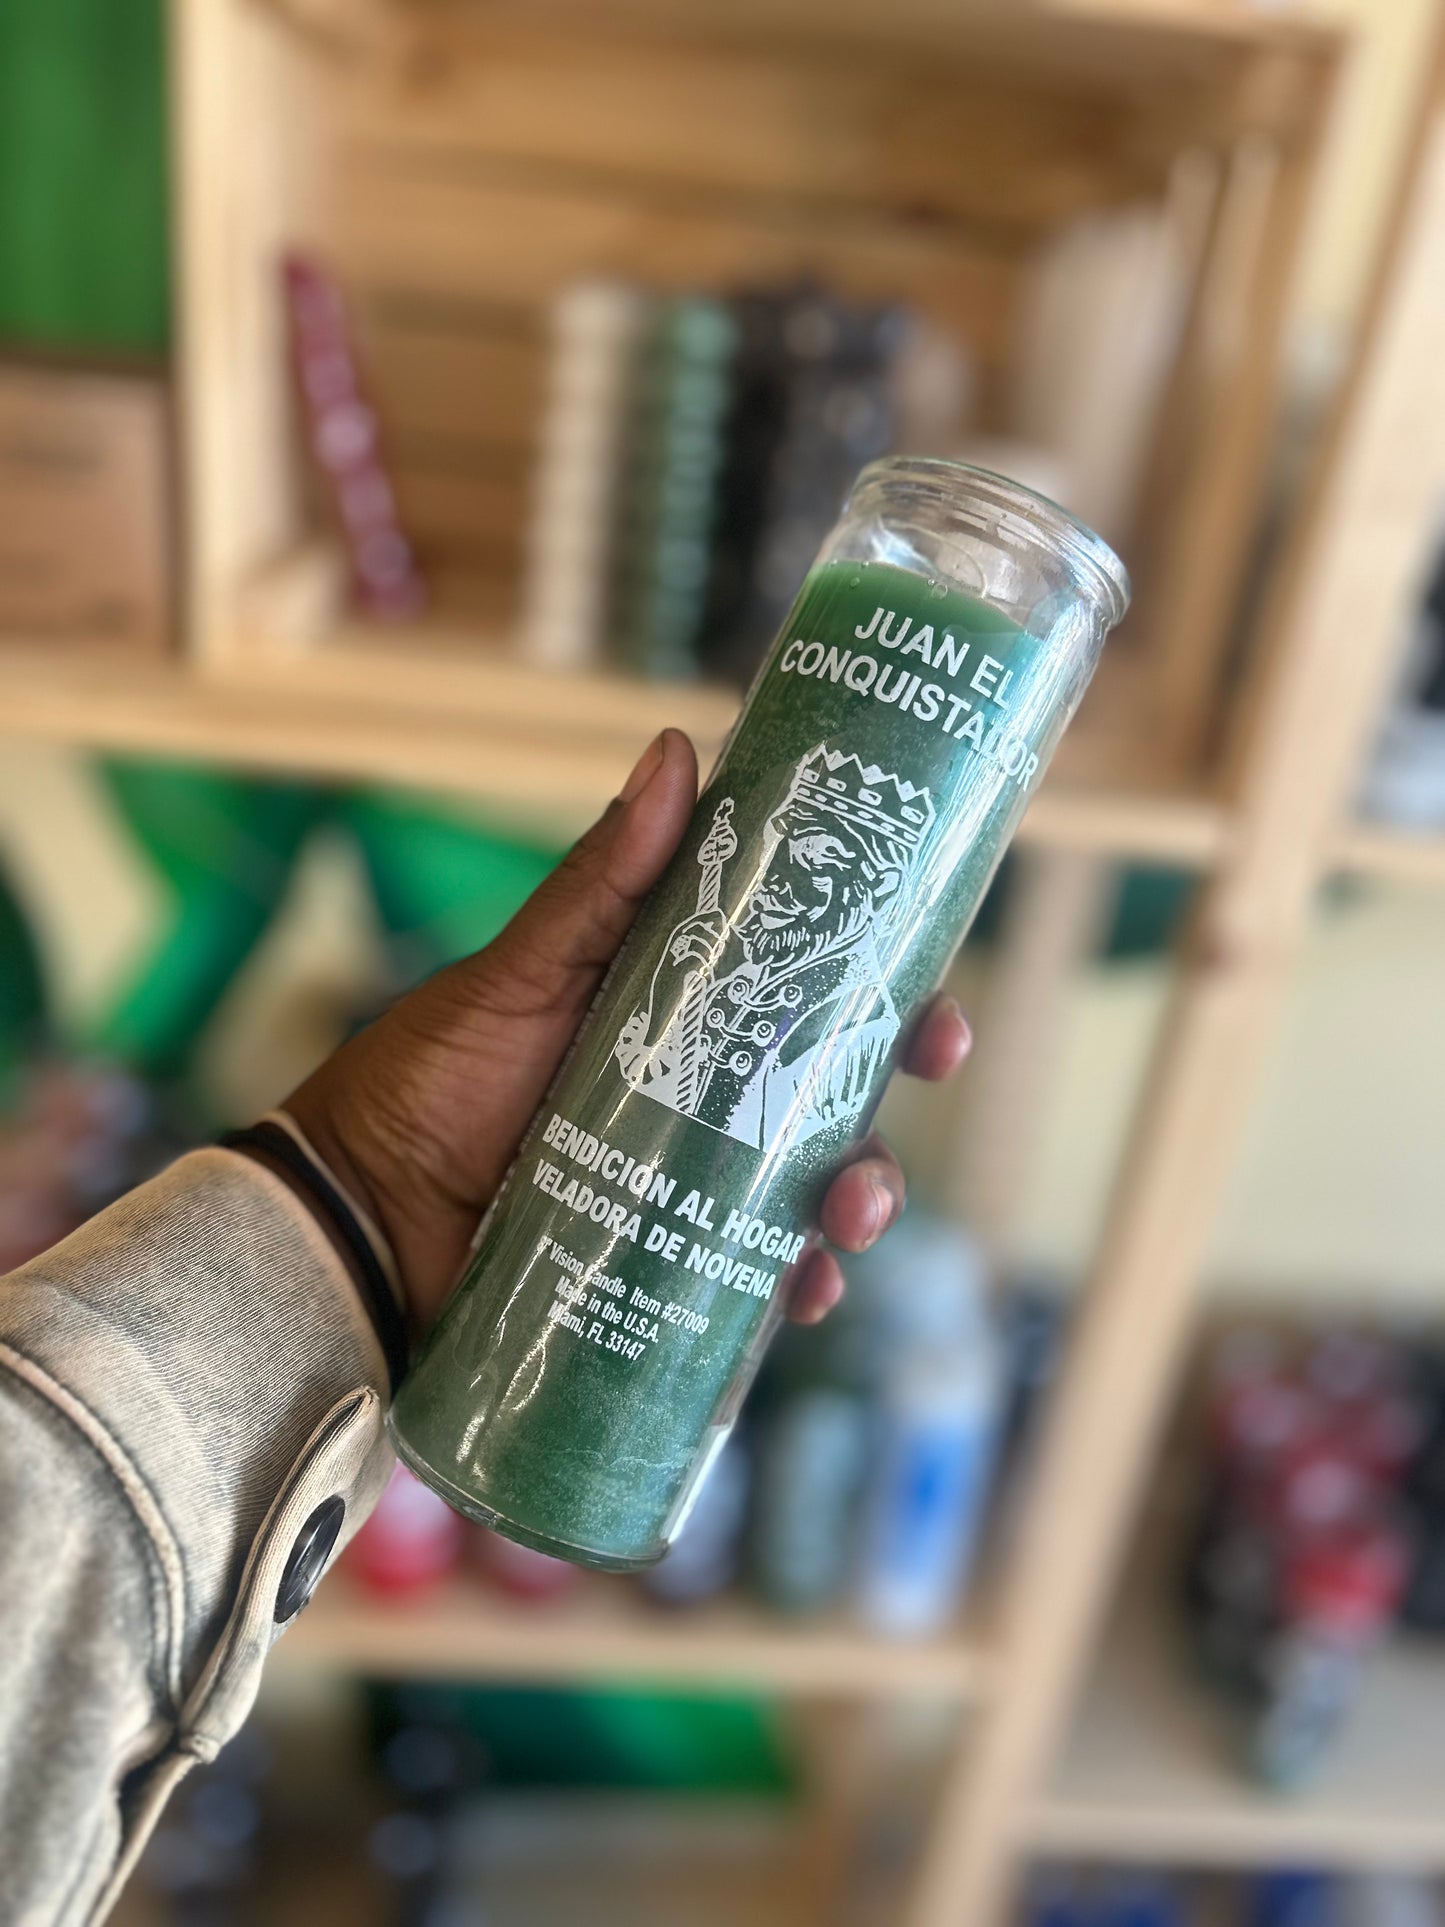 JUAN EL
CONQUISTADOR
BENDICION AL HOGAR
VELADORA DE NOVENA
6" Vision Candle Item #27009
Made in the U.S.A.
Miami, FL 33147